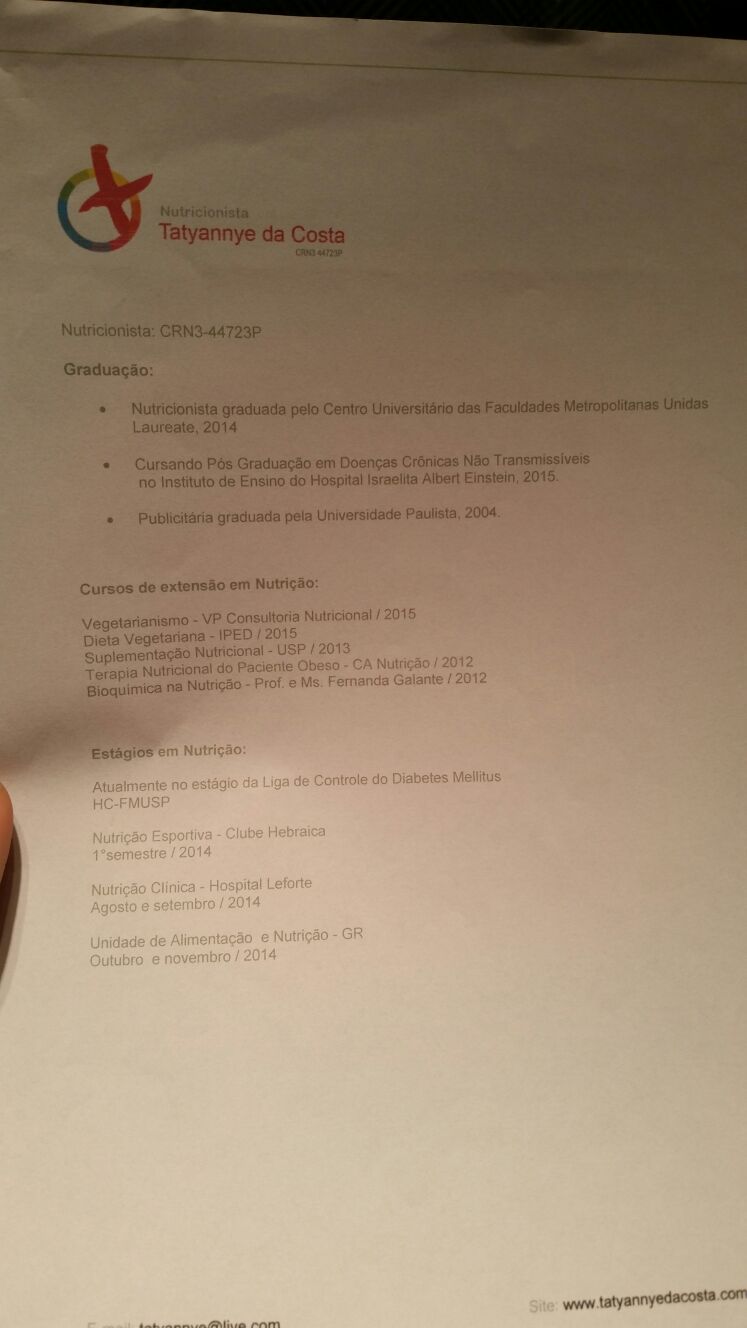 Nutricionista
Tatyannye da Costa
CRN3 44723P
Nutricionista: CRN3-44723P
Graduação:
• Nutricionista graduada pelo Centro Universitário das Faculdades Metropolitanas Unidas
Laureate, 2014
• Cursando Pós Graduação em Doenças Crônicas Não Transmissíveis
no Instituto de Ensino do Hospital Israelita Albert Einstein, 2015.
• Publicitária graduada pela Universidade Paulista, 2004.
Cursos de extensão em Nutrição:
Vegetarianismo - VP Consultoria Nutricional / 2015
Dieta Vegetariana - IPED / 2015
Suplementação Nutricional - USP / 2013
Terapia Nutricional do Paciente Obeso - CA Nutrição / 2012
Bioquímica na Nutrição - Prof. e Ms. Fernanda Galante / 2012
Estágios em Nutrição:
Atualmente no estágio da Liga de Controle do Diabetes Mellitus
HC-FMUSP
Nutrição Esportiva - Clube Hebraica
1°semestre / 2014
Nutrição Clínica - Hospital Leforte
Agosto e setembro / 2014
Unidade de Alimentação e Nutrição - GR
Outubro e novembro / 2014
Site: www.tatyannyedacosta.com
E-mail: tatyannye@live.com